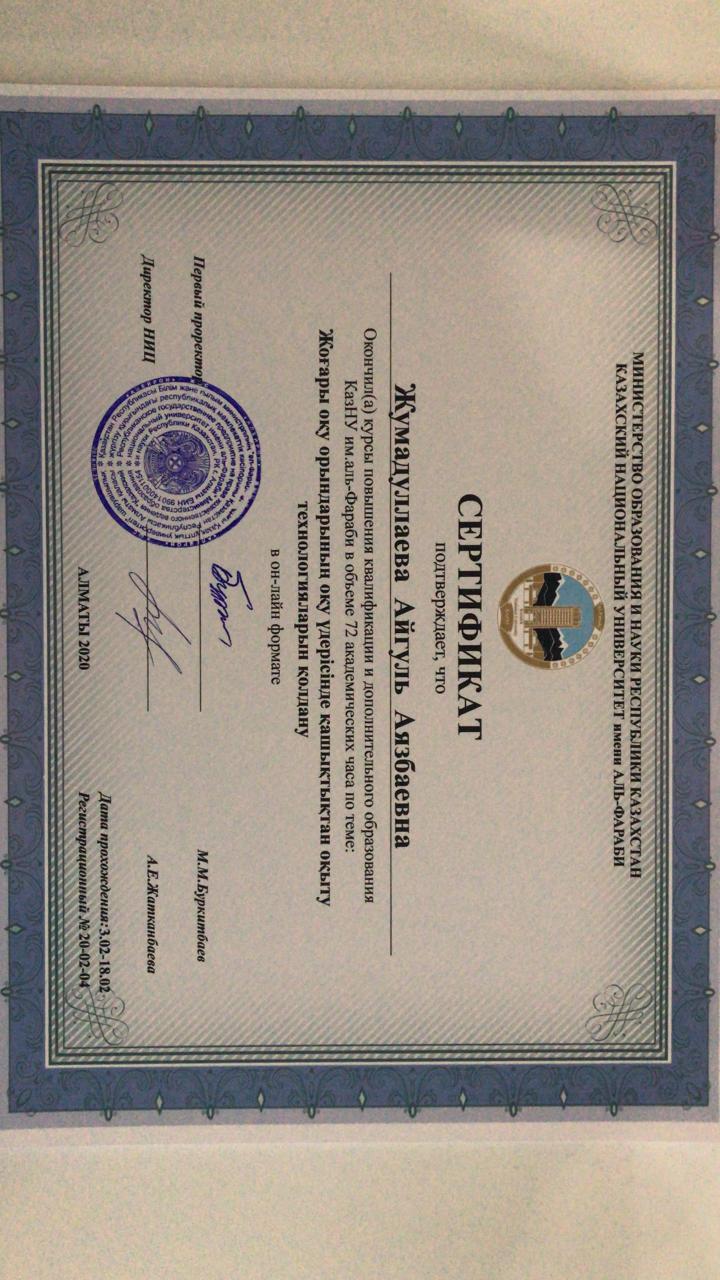 МИНИСТЕРСТВО ОБРАЗОВАНИЯ И НАУКИ РЕСПУБЛИКИ КАЗАХСТАН
КАЗАХСКИЙ НАЦИОНАЛЬНЫЙ УНИВЕРСИТЕТ имени АЛЬ-ФАРАБИ
СЕРТИФИКАТ
подтверждает, что
Жумадуллаева Айгуль Аязбаевна
Окончил(а) курсы повышения квалификации и дополнительного образования
КазНУ им.аль-Фараби в объеме 72 академических часа по теме:
Жоғары оқу орындарының оқу үдерісінде қашықтықтан оқыту
технологияларын қолдану
в он-лайн формате
Первый проректор
М.М.Буркитбаев
Директор НИЦ
А.Е.Жатканбаева
Дата прохождения:3.02-18.02
АЛМАТЫ 2020
Регистрационный № 20-02-04